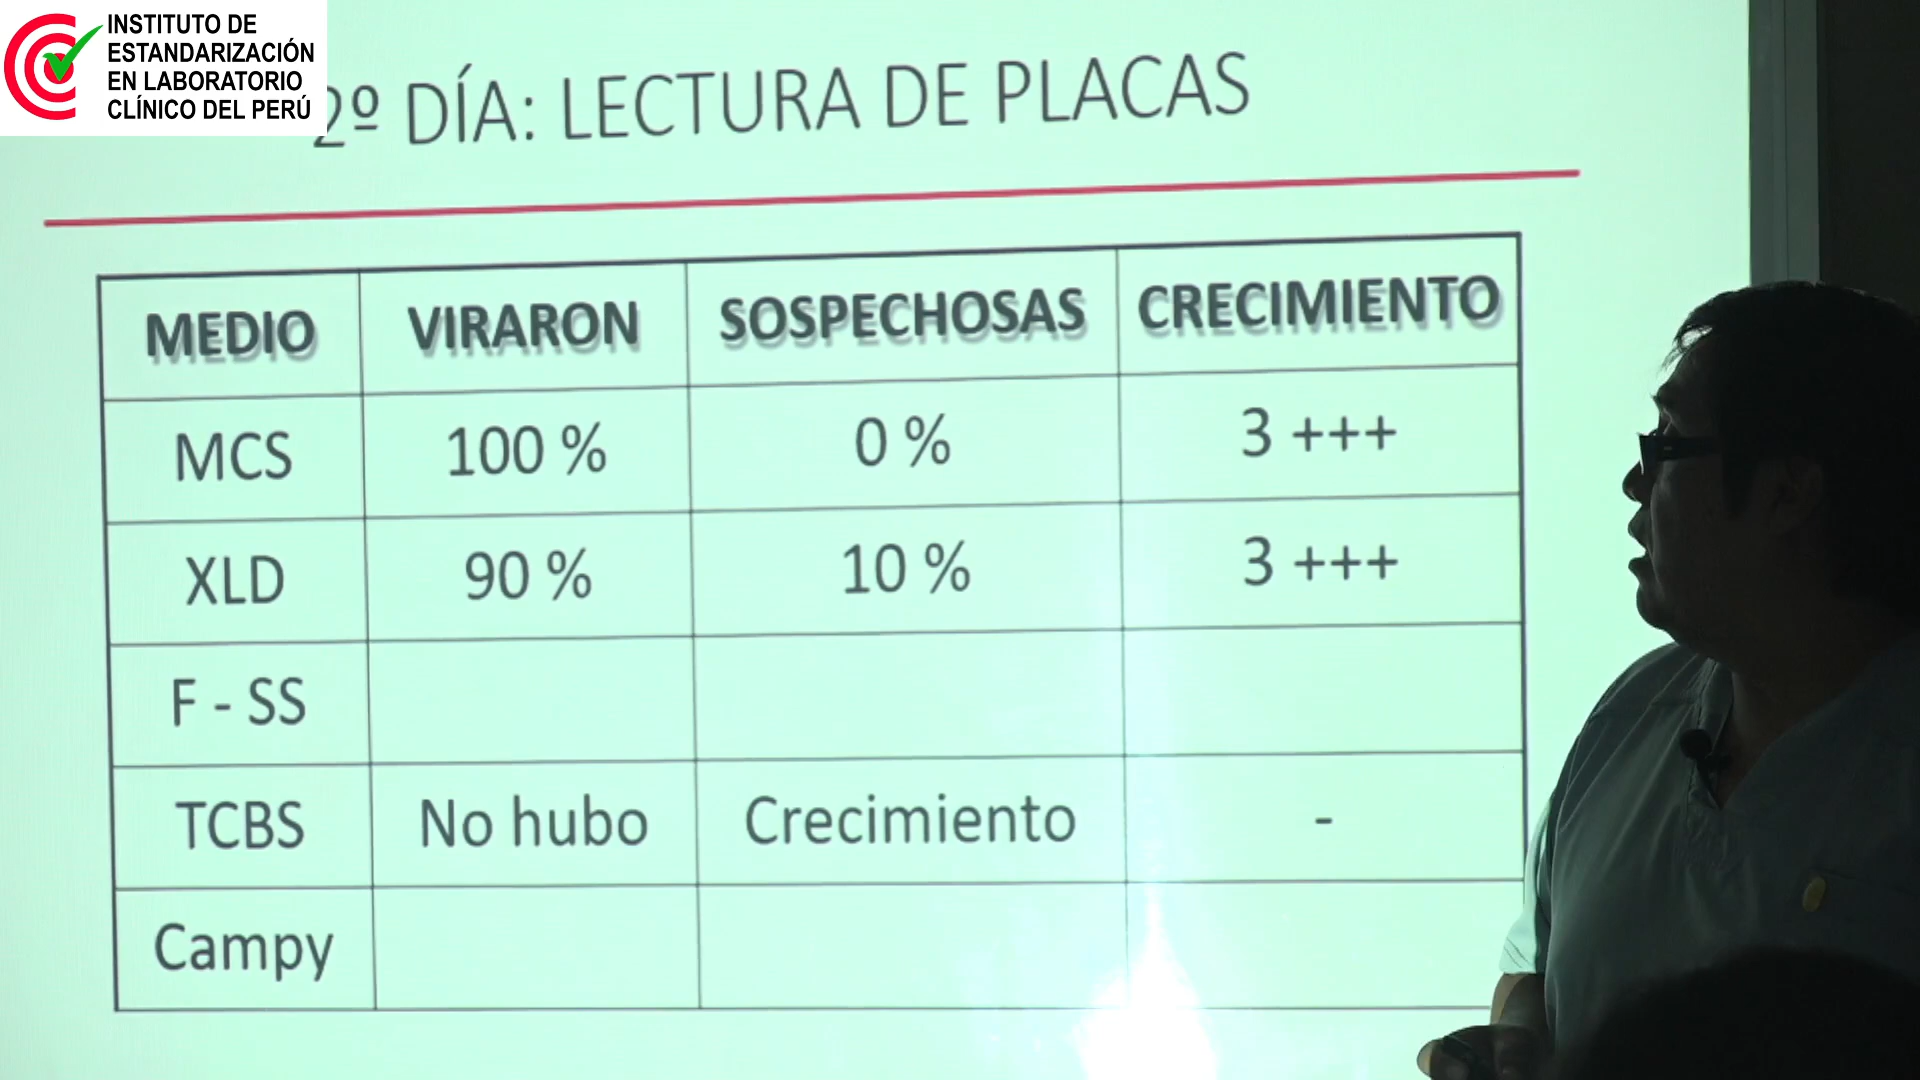 INSTITUTO DE
ESTANDARIZACIÓN
EN LABORATORIO
CLÍNICO DEL PERÚ
2º DÍA: LECTURA DE PLACAS
MEDIO VIRARON SOSPECHOSAS CRECIMIENTO
MCS 100 % 0 % 3 +++
XLD 90 % 10 % 3 +++
F - SS
TCBS No hubo Crecimiento -
Campy